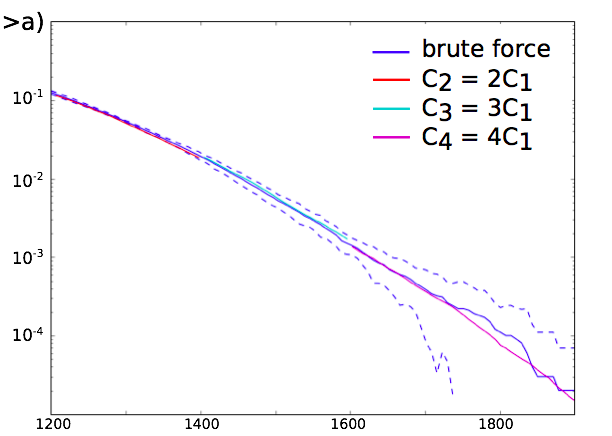 >a)
brute force
C2 = 2C1
C3 = 3C1
C4 = 4C1
10-1
10-2
10-3
10-4
1200 1400 1600 1800